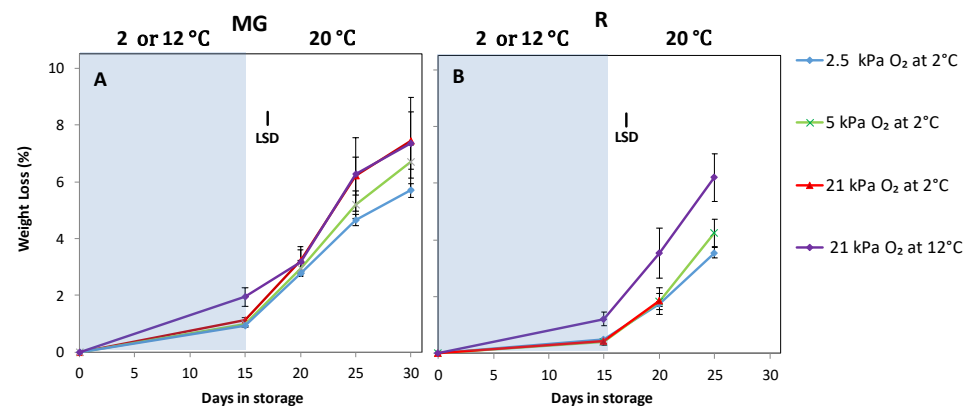 MG
R
2 or 12 °C
20 °C
2 or 12 °C
20 °C
A
B
LSD
LSD
10
8
6
4
2
0
Weight Loss (%)
0 5 10 15 20 25 30
0 5 10 15 20 25 30
Days in storage
Days in storage
2.5 kPa O₂ at 2°C
5 kPa O₂ at 2°C
21 kPa O₂ at 2°C
21 kPa O₂ at 12°C